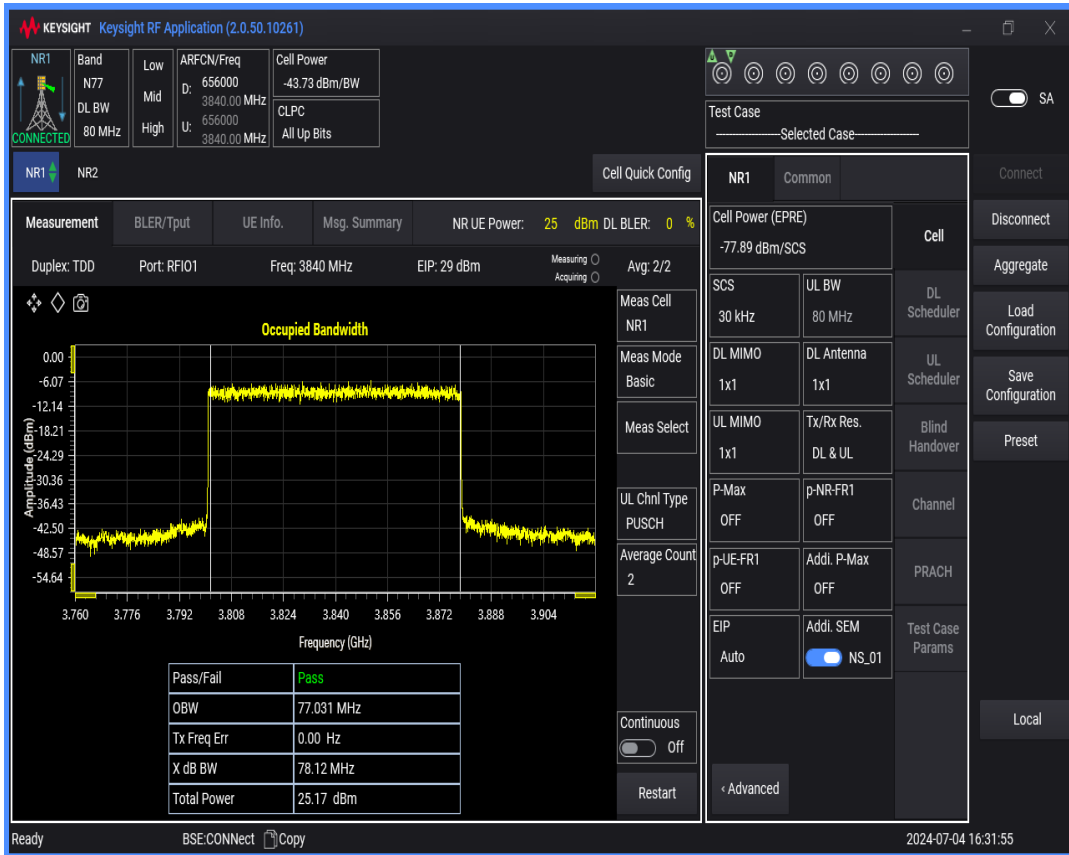 KEYSIGHT Keysight RF Application (2.0.50.10261)
NR1
CONNECTED
Band
N77
DL BW
80 MHz
Low
Mid
High
ARFCN/Freq
D: 656000
3840.00 MHz
U: 656000
3840.00 MHz
Cell Power
-43.73 dBm/BW
CLPC
All Up Bits
Test Case
Selected Case
SA
NR1 NR2 Cell Quick Config
Measurement BLER/Tput UE Info. Msg. Summary NR UE Power: 25 dBm DL BLER: 0 %
Duplex: TDD Port: RFIO1 Freq: 3840 MHz EIP: 29 dBm Measuring Acquiring Avg: 2/2
Occupied Bandwidth
Amplitude (dBm)
0.00
-6.07
-12.14
-18.21
-24.29
-30.36
-36.43
-42.50
-48.57
-54.64
3.760 3.776 3.792 3.808 3.824 3.840 3.856 3.872 3.888 3.904
Frequency (GHz)
Pass/Fail Pass
OBW 77.031 MHz
Tx Freq Err 0.00 Hz
X dB BW 78.12 MHz
Total Power 25.17 dBm
Meas Cell
NR1
Meas Mode
Basic
Meas Select
UL Chnl Type
PUSCH
Average Count
2
Continuous
Off
Restart
NR1 Common
Cell Power (EPRE)
-77.89 dBm/SCS
SCS
30 kHz
UL BW
80 MHz
DL MIMO
1x1
DL Antenna
1x1
UL MIMO
1x1
Tx/Rx Res.
DL & UL
P-Max
OFF
p-NR-FR1
OFF
p-UE-FR1
OFF
Addi. P-Max
OFF
EIP
Auto
Addi. SEM
NS_01
‹ Advanced
Cell
DL
Scheduler
UL
Scheduler
Blind
Handover
Channel
PRACH
Test Case
Params
Connect
Disconnect
Aggregate
Load
Configuration
Save
Configuration
Preset
Local
Ready BSE:CONNect Copy 2024-07-04 16:31:55